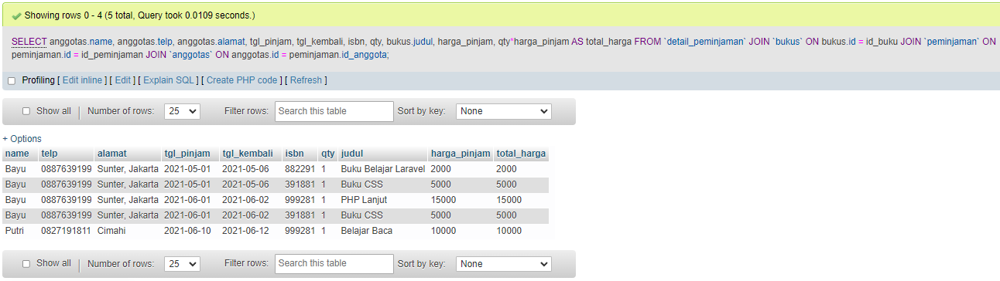 Showing rows 0 - 4 (5 total, Query took 0.0109 seconds.)
SELECT anggotas.name, anggotas.telp, anggotas.alamat, tgl_pinjam, tgl_kembali, isbn, qty, bukus.judul, harga_pinjam, qty*harga_pinjam AS total_harga FROM `detail_peminjaman` JOIN `bukus` ON bukus.id = id_buku JOIN `peminjaman` ON
peminjaman.id = id_peminjaman JOIN `anggotas` ON anggotas.id = peminjaman.id_anggota;
Profiling [ Edit inline ] [ Edit ] [ Explain SQL ] [ Create PHP code ] [ Refresh ]
Show all Number of rows: 25 Filter rows: Search this table Sort by key: None
+ Options
name telp alamat tgl_pinjam tgl_kembali isbn qty judul harga_pinjam total_harga
Bayu 0887639199 Sunter, Jakarta 2021-05-01 2021-05-06 882291 1 Buku Belajar Laravel 2000 2000
Bayu 0887639199 Sunter, Jakarta 2021-05-01 2021-05-06 391881 1 Buku CSS 5000 5000
Bayu 0887639199 Sunter, Jakarta 2021-06-01 2021-06-02 999281 1 PHP Lanjut 15000 15000
Bayu 0887639199 Sunter, Jakarta 2021-06-01 2021-06-02 391881 1 Buku CSS 5000 5000
Putri 0827191811 Cimahi 2021-06-10 2021-06-12 999281 1 Belajar Baca 10000 10000
Show all Number of rows: 25 Filter rows: Search this table Sort by key: None